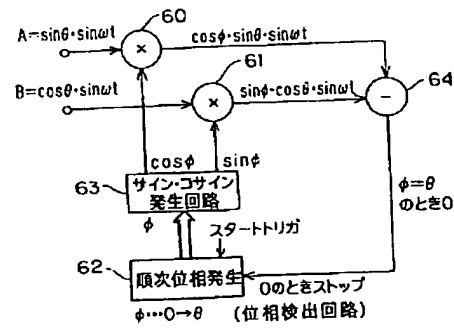 60
A=sinθ・sinωt
×
cosφ・sinθ・sinωt
61
64
B=cosθ・sinωt
×
sinφ・cosθ・sinωt
−
cosφ
sinφ
63
サイン・コサイン
発生回路
φ=θ
のとき0
φ
スタートトリガ
62
順次位相発生
0のときストップ
φ…0→θ
(位相検出回路)